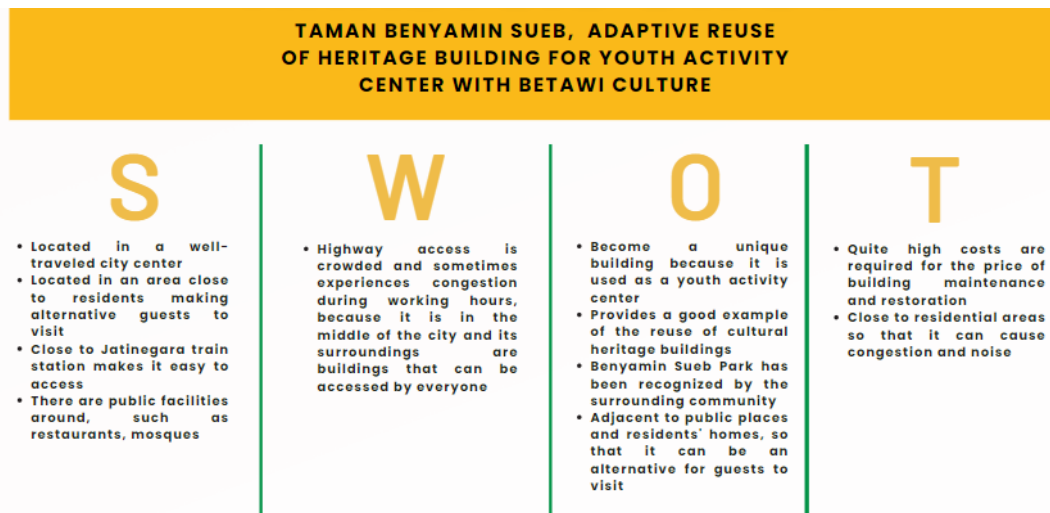 TAMAN BENYAMIN SUEB, ADAPTIVE REUSE
OF HERITAGE BUILDING FOR YOUTH ACTIVITY
CENTER WITH BETAWI CULTURE
S
• Located in a well-
traveled city center
• Located in an area close
to residents making
alternative guests to
visit
• Close to Jatinegara train
station makes it easy to
access
• There are public facilities
around, such as
restaurants, mosques
W
• Highway access is
crowded and sometimes
experiences congestion
during working hours,
because it is in the
middle of the city and its
surroundings are
buildings that can be
accessed by everyone
O
• Become a unique
building because it is
used as a youth activity
center
• Provides a good example
of the reuse of cultural
heritage buildings
• Benyamin Sueb Park has
been recognized by the
surrounding community
• Adjacent to public places
and residents' homes, so
that it can be an
alternative for guests to
visit
T
• Quite high costs are
required for the price of
building maintenance
and restoration
• Close to residential areas
so that it can cause
congestion and noise